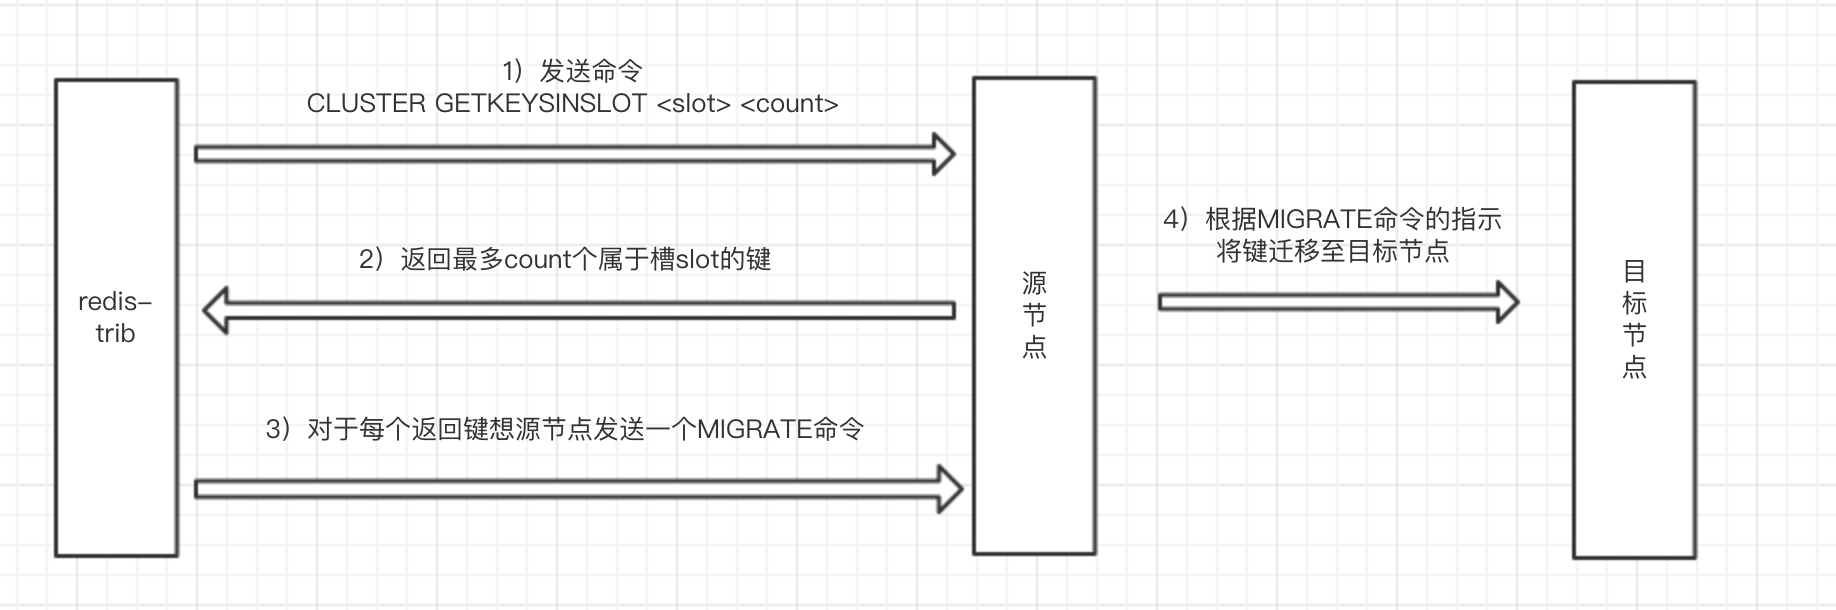 1）发送命令
CLUSTER GETKEYSINSLOT <slot> <count>
2）返回最多count个属于槽slot的键
3）对于每个返回键想源节点发送一个MIGRATE命令
redis-
trib
源
节
点
4）根据MIGRATE命令的指示
将键迁移至目标节点
目
标
节
点